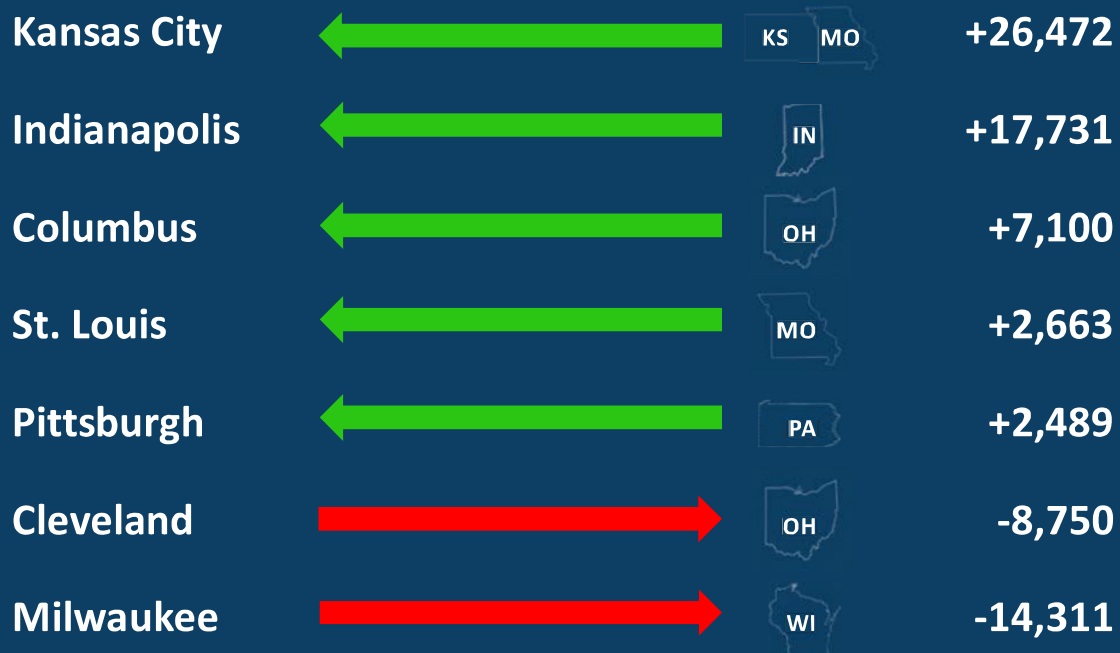 Kansas City KS MO +26,472
Indianapolis IN +17,731
Columbus OH +7,100
St. Louis MO +2,663
Pittsburgh PA +2,489
Cleveland OH -8,750
Milwaukee WI -14,311